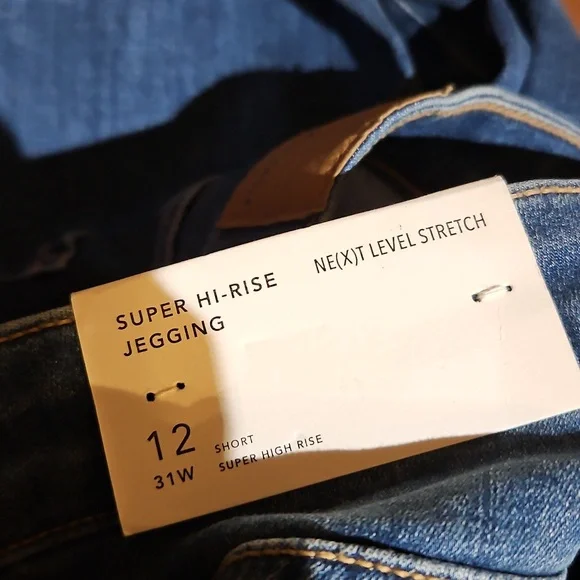 NE(X)T LEVEL STRETCH
SUPER HI-RISE
JEGGING
12 SHORT
31W SUPER HIGH RISE